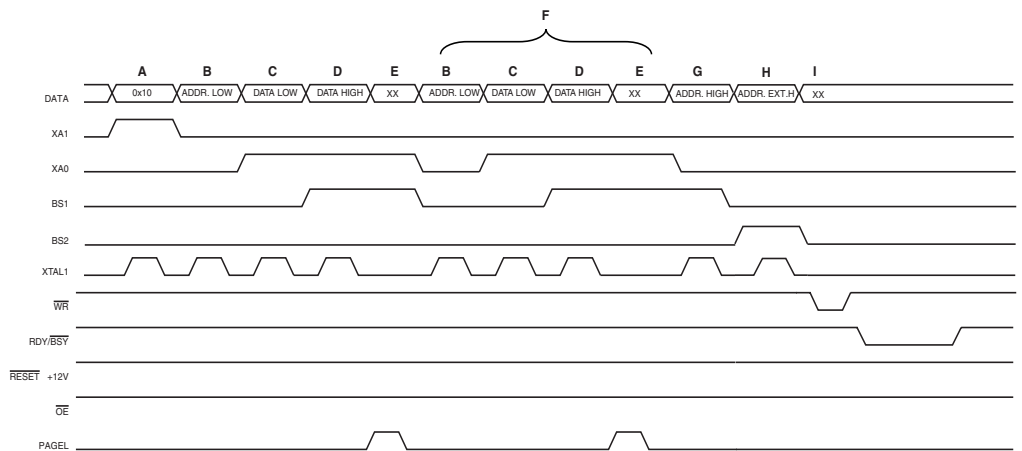 F
A B C D E B C D E G H I
DATA 0x10 ADDR. LOW DATA LOW DATA HIGH XX ADDR. LOW DATA LOW DATA HIGH XX ADDR. HIGH ADDR. EXT.H XX
XA1
XA0
BS1
BS2
XTAL1
WR
RDY/BSY
RESET +12V
OE
PAGEL